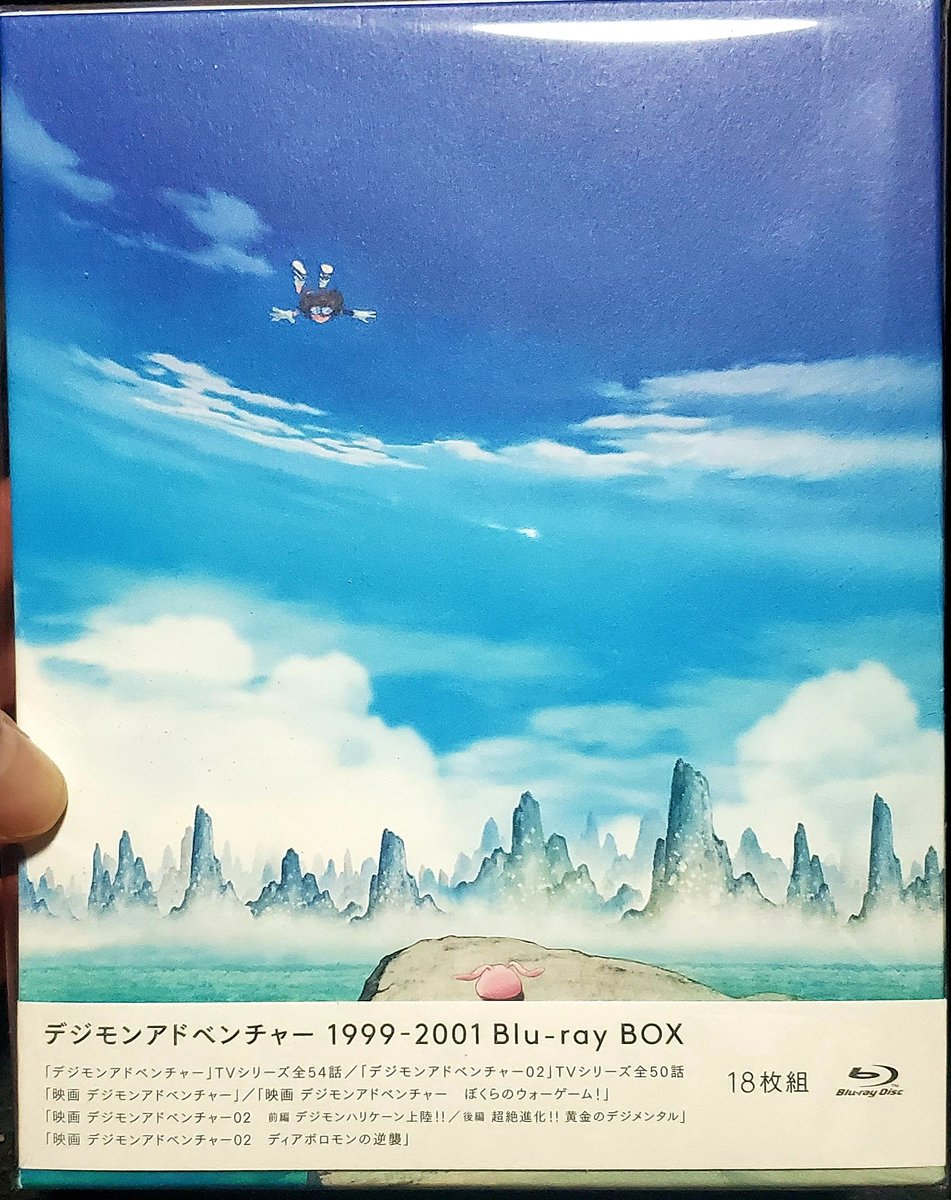 デジモンアドベンチャー 1999-2001 Blu-ray BOX
「デジモンアドベンチャー」TVシリーズ全54話／「デジモンアドベンチャー02」TVシリーズ全50話
「映画 デジモンアドベンチャー」／「映画 デジモンアドベンチャー　ぼくらのウォーゲーム!」
「映画 デジモンアドベンチャー02　前編 デジモンハリケーン上陸!!／後編 超絶進化!! 黄金のデジメンタル」
「映画 デジモンアドベンチャー02　ディアボロモンの逆襲」
18枚組
Blu-ray Disc™